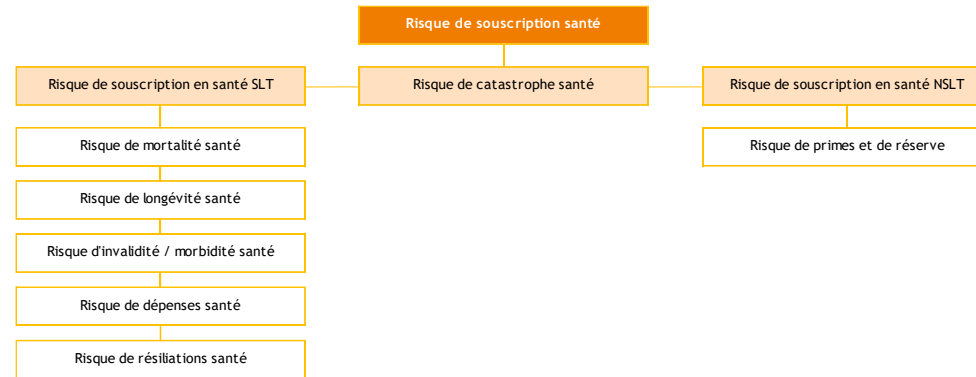 Risque de souscription santé
Risque de souscription en santé SLT
Risque de catastrophe santé
Risque de souscription en santé NSLT
Risque de mortalité santé
Risque de primes et de réserve
Risque de longévité santé
Risque d'invalidité / morbidité santé
Risque de dépenses santé
Risque de résiliations santé